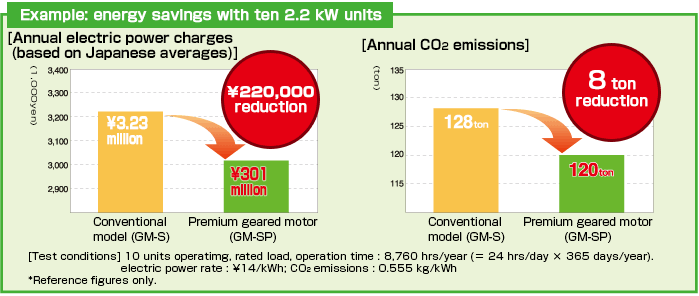 Example: energy savings with ten 2.2 kW units
[Annual electric power charges
(based on Japanese averages)]
(1,000yen)
3,400
3,300
3,200
3,100
3,000
2,900
¥3.23
million
¥220,000
reduction
¥301
million
Conventional
model (GM-S)
Premium geared motor
(GM-SP)
[Annual CO2 emissions]
(ton)
135
130
125
120
115
128ton
8 ton
reduction
120ton
Conventional
model (GM-S)
Premium geared motor
(GM-SP)
[Test conditions] 10 units operatimg, rated load, operation time : 8,760 hrs/year (= 24 hrs/day × 365 days/year).
electric power rate : ¥14/kWh; CO2 emissions : 0.555 kg/kWh
*Reference figures only.